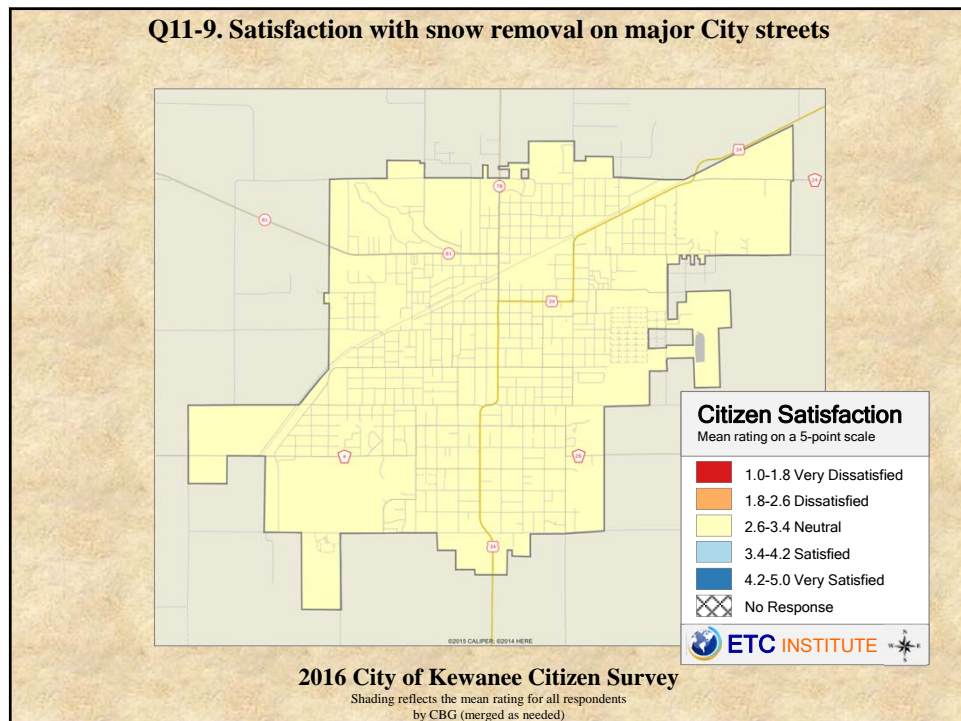 Q11-9. Satisfaction with snow removal on major City streets
34
78
24
81
81
34
4
26
34
Citizen Satisfaction
Mean rating on a 5-point scale
1.0-1.8 Very Dissatisfied
1.8-2.6 Dissatisfied
2.6-3.4 Neutral
3.4-4.2 Satisfied
4.2-5.0 Very Satisfied
No Response
©2015 CALIPER; ©2014 HERE
ETC INSTITUTE
N
W E
S
2016 City of Kewanee Citizen Survey
Shading reflects the mean rating for all respondents
by CBG (merged as needed)